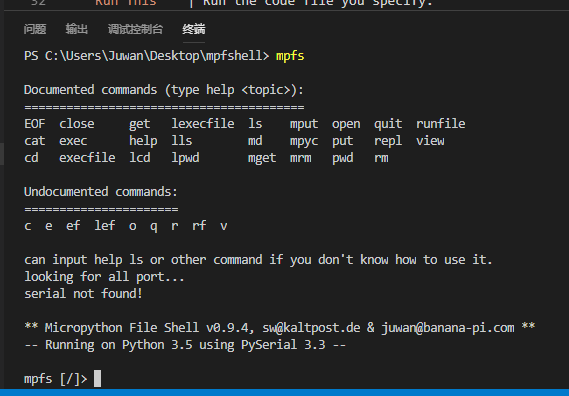 32 Run This | Run the code file you specify.
问题 输出 调试控制台 终端
PS C:\Users\Juwan\Desktop\mpfshell> mpfs
Documented commands (type help <topic>):
========================================
EOF close get lexecfile ls mput open quit runfile
cat exec help lls md mpyc put repl view
cd execfile lcd lpwd mget mrm pwd rm
Undocumented commands:
======================
c e ef lef o q r rf v
can input help ls or other command if you don't know how to use it.
looking for all port...
serial not found!
** Micropython File Shell v0.9.4, sw@kaltpost.de & juwan@banana-pi.com **
-- Running on Python 3.5 using PySerial 3.3 --
mpfs [/]>